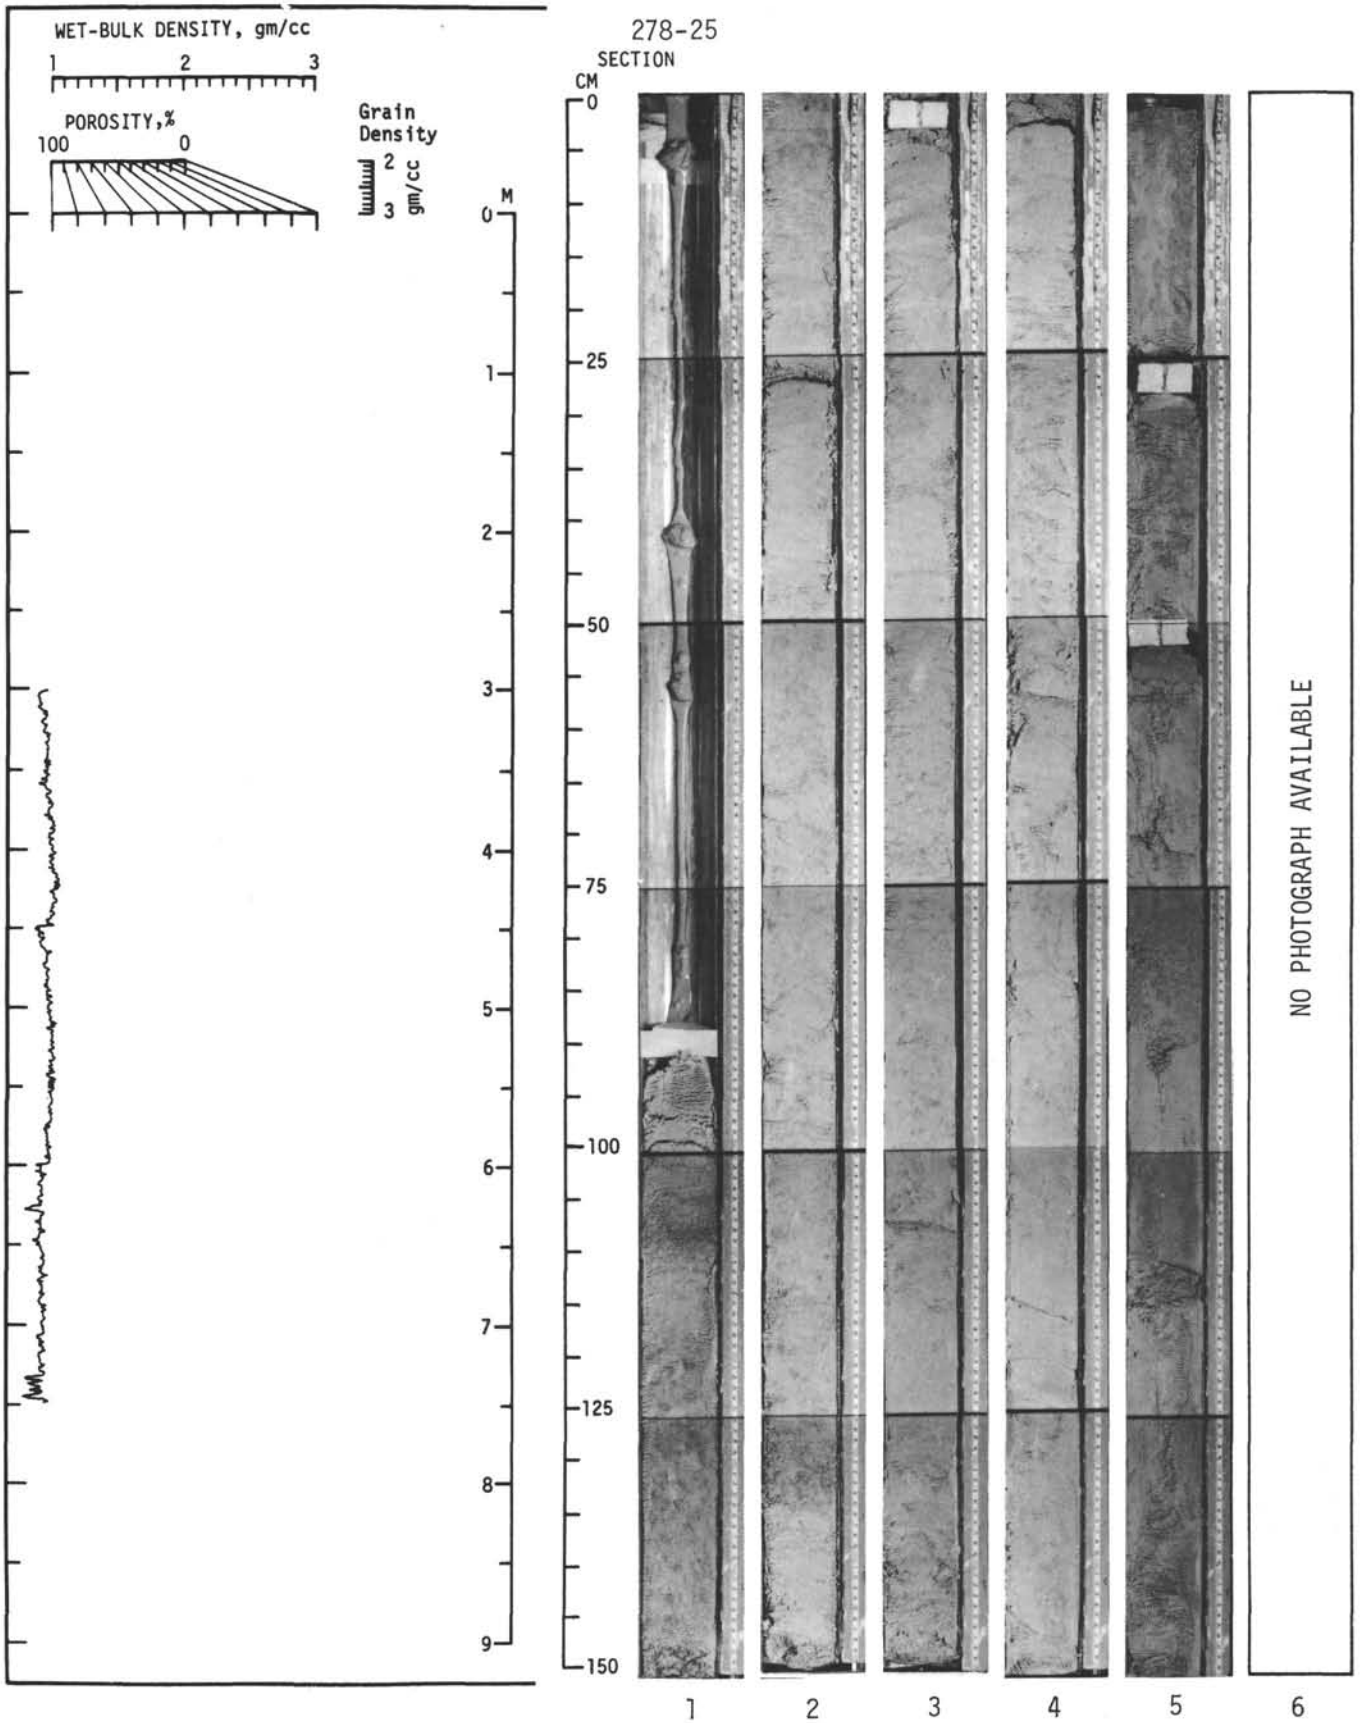 WET-BULK DENSITY, gm/cc
1 2 3
POROSITY,%
100 0
Grain
Density
2
3
gm/cc
M
0
1
2
3
4
5
6
7
8
9
278-25
SECTION
CM
0
25
50
75
100
125
150
NO PHOTOGRAPH AVAILABLE
1 2 3 4 5 6